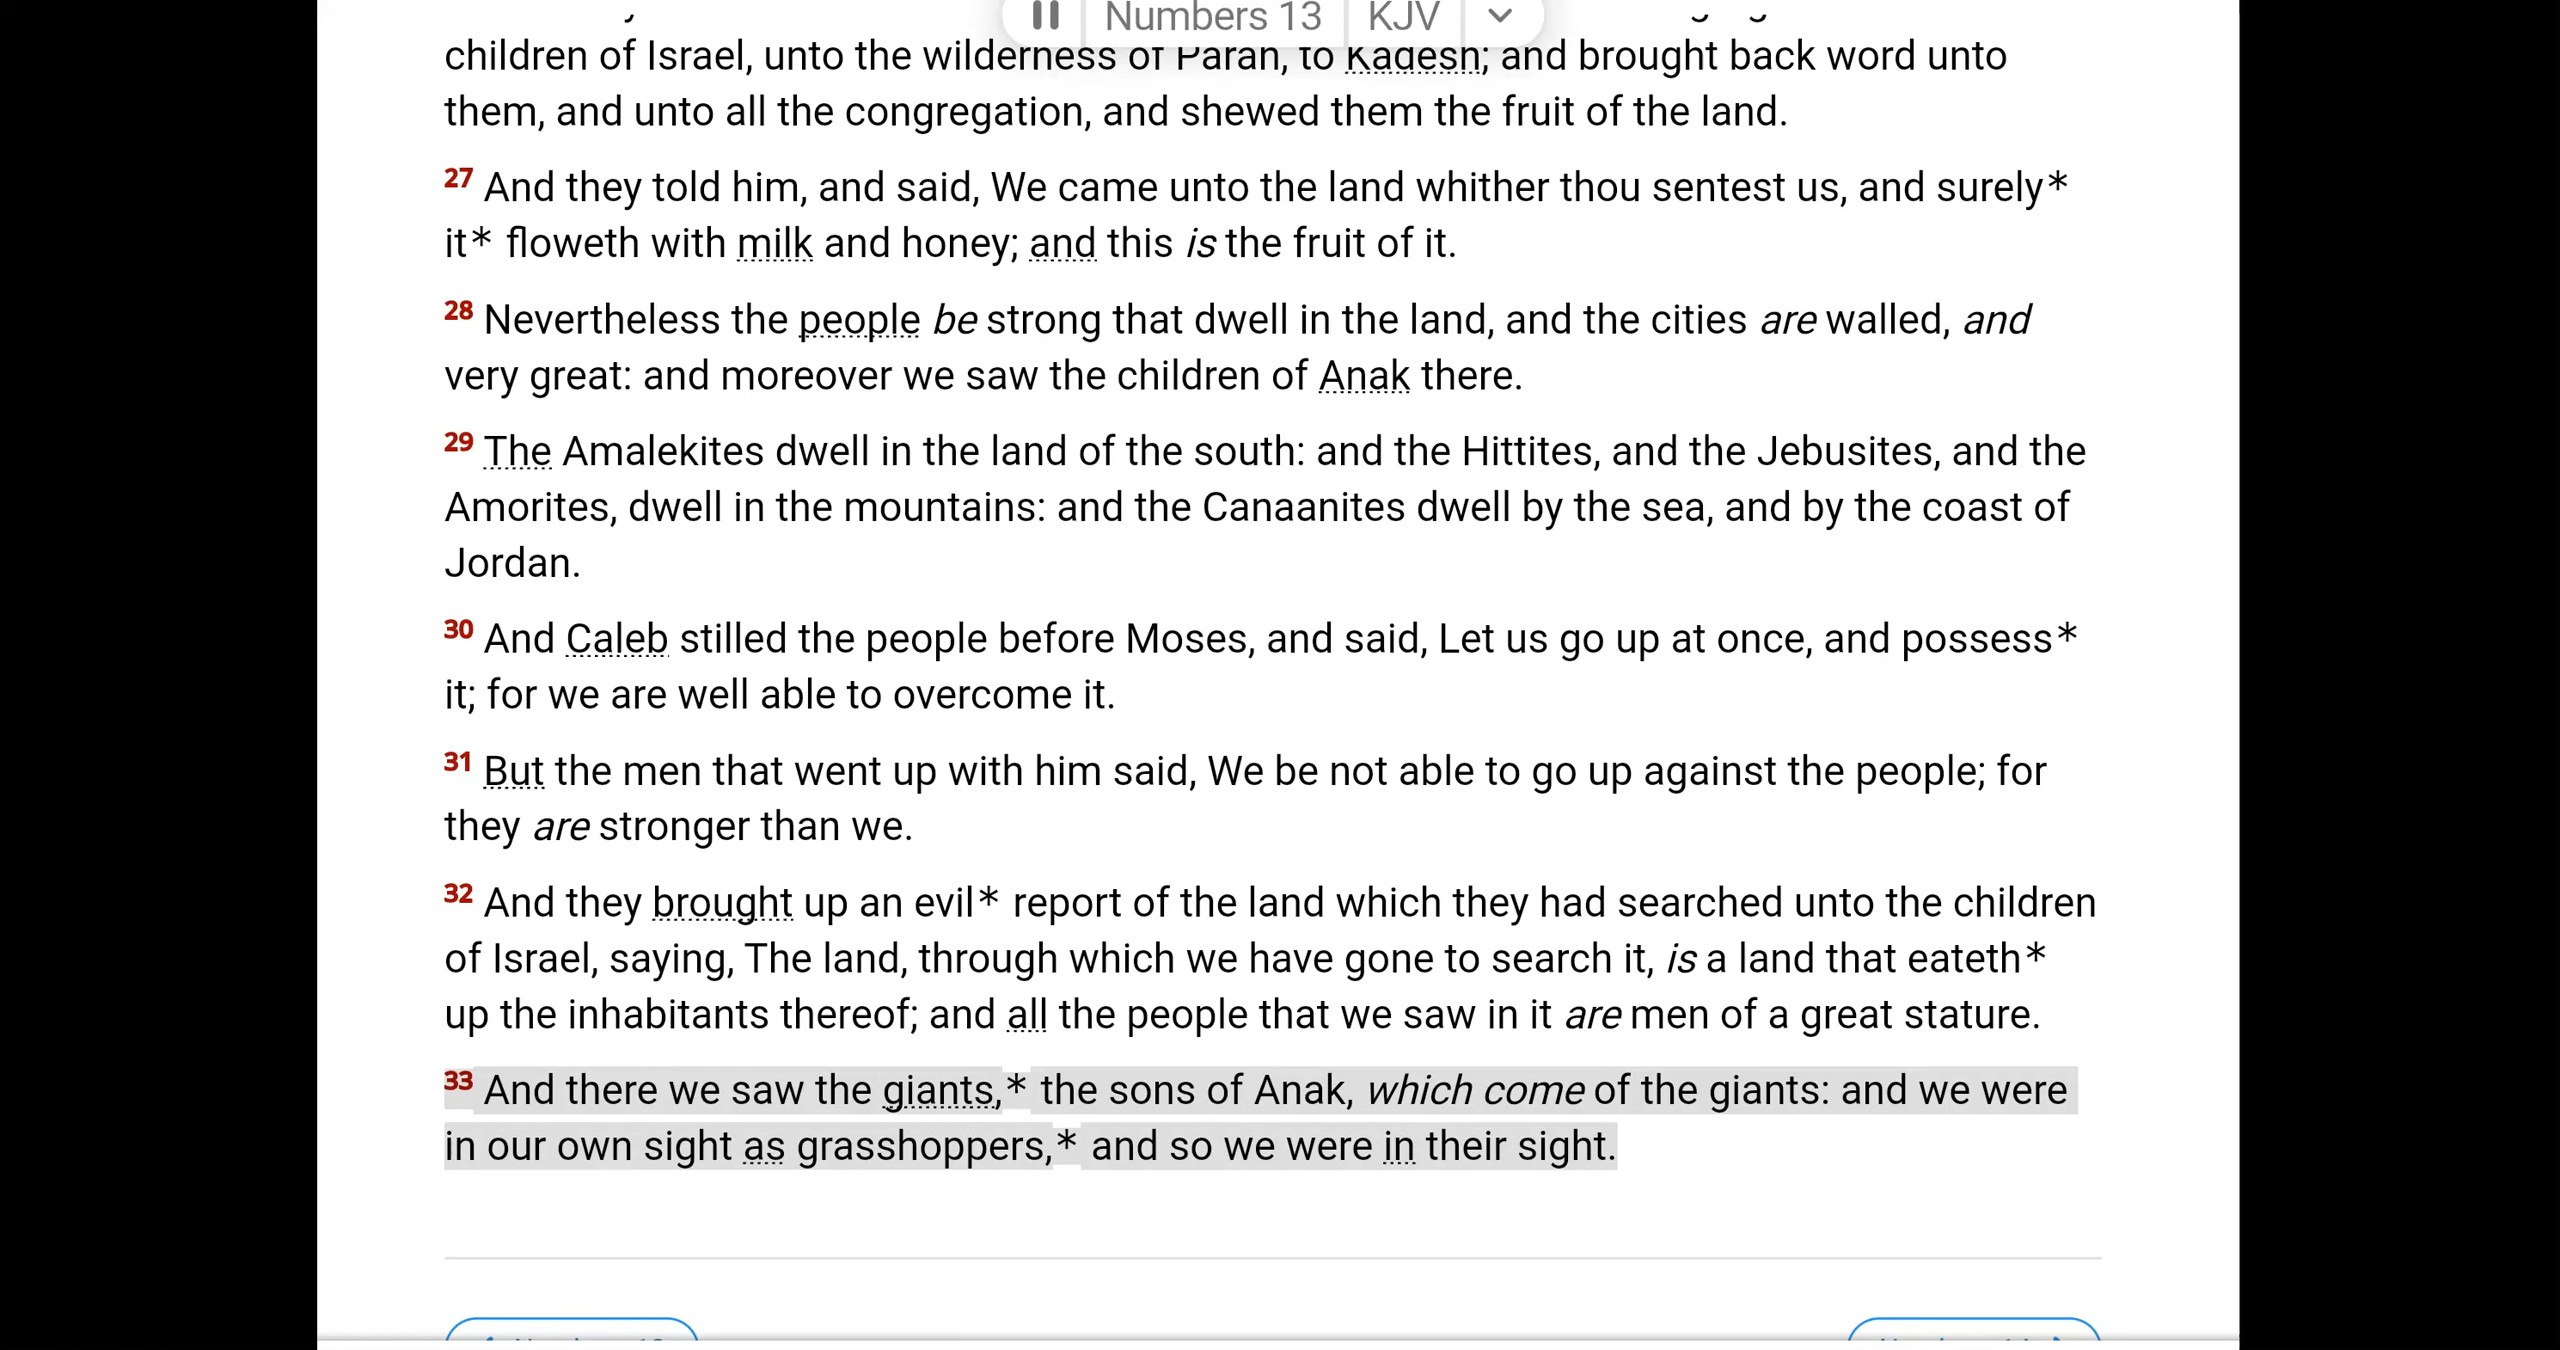 Numbers 13 KJV
children of Israel, unto the wilderness of Paran, to Kadesh; and brought back word unto
them, and unto all the congregation, and shewed them the fruit of the land.
27 And they told him, and said, We came unto the land whither thou sentest us, and surely*
it* floweth with milk and honey; and this is the fruit of it.
28 Nevertheless the people be strong that dwell in the land, and the cities are walled, and
very great: and moreover we saw the children of Anak there.
29 The Amalekites dwell in the land of the south: and the Hittites, and the Jebusites, and the
Amorites, dwell in the mountains: and the Canaanites dwell by the sea, and by the coast of
Jordan.
30 And Caleb stilled the people before Moses, and said, Let us go up at once, and possess*
it; for we are well able to overcome it.
31 But the men that went up with him said, We be not able to go up against the people; for
they are stronger than we.
32 And they brought up an evil* report of the land which they had searched unto the children
of Israel, saying, The land, through which we have gone to search it, is a land that eateth*
up the inhabitants thereof; and all the people that we saw in it are men of a great stature.
33 And there we saw the giants,* the sons of Anak, which come of the giants: and we were
in our own sight as grasshoppers,* and so we were in their sight.